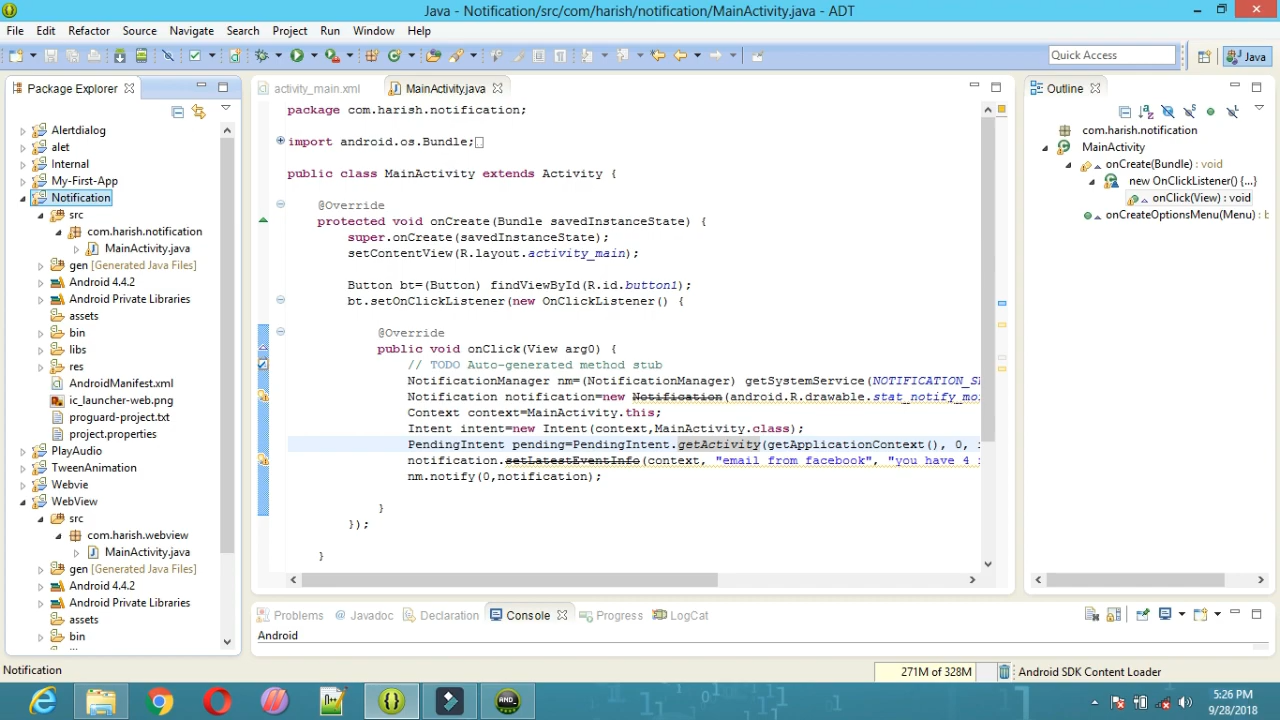 Java - Notification/src/com/harish/notification/MainActivity.java - ADT
File Edit Refactor Source Navigate Search Project Run Window Help
Quick Access
Java
Package Explorer
Alertdialog
alet
Internal
My-First-App
Notification
src
com.harish.notification
MainActivity.java
gen [Generated Java Files]
Android 4.4.2
Android Private Libraries
assets
bin
libs
res
AndroidManifest.xml
ic_launcher-web.png
proguard-project.txt
project.properties
PlayAudio
TweenAnimation
Webvie
WebView
src
com.harish.webview
MainActivity.java
gen [Generated Java Files]
Android 4.4.2
Android Private Libraries
assets
bin
activity_main.xml
MainActivity.java
package com.harish.notification;
import android.os.Bundle;
public class MainActivity extends Activity {
@Override
protected void onCreate(Bundle savedInstanceState) {
super.onCreate(savedInstanceState);
setContentView(R.layout.activity_main);
Button bt=(Button) findViewById(R.id.button1);
bt.setOnClickListener(new OnClickListener() {
@Override
public void onClick(View arg0) {
// TODO Auto-generated method stub
NotificationManager nm=(NotificationManager) getSystemService(NOTIFICATION_S
Notification notification=new Notification(android.R.drawable.stat_notify_mo
Context context=MainActivity.this;
Intent intent=new Intent(context,MainActivity.class);
PendingIntent pending=PendingIntent.getActivity(getApplicationContext(), 0,
notification.setLatestEventInfo(context, "email from facebook", "you have 4
nm.notify(0,notification);
}
});
}
Outline
com.harish.notification
MainActivity
onCreate(Bundle) : void
new OnClickListener() {...}
onClick(View) : void
onCreateOptionsMenu(Menu) : b
Problems
@ Javadoc
Declaration
Console
Progress
LogCat
Android
Notification
271M of 328M
Android SDK Content Loader
5:26 PM
9/28/2018